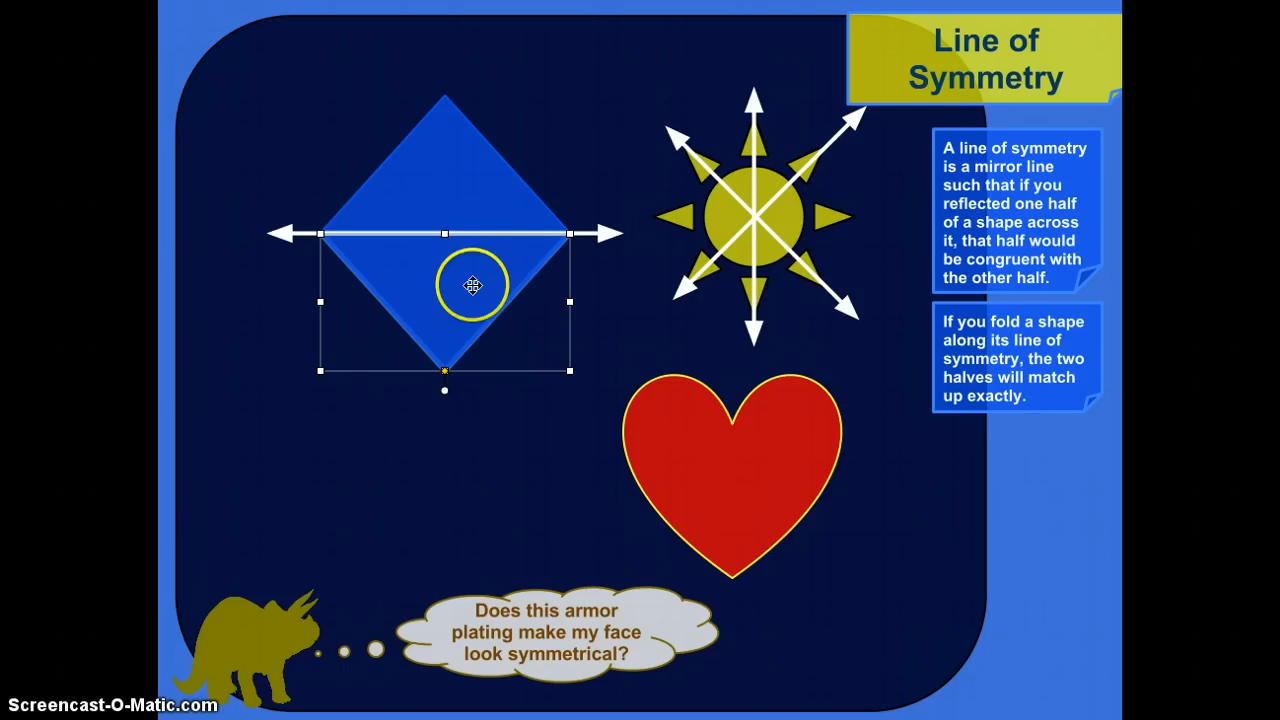 Line of
Symmetry
A line of symmetry
is a mirror line
such that if you
reflected one half
of a shape across
it, that half would
be congruent with
the other half.
If you fold a shape
along its line of
symmetry, the two
halves will match
up exactly.
Does this armor
plating make my face
look symmetrical?
Screencast-O-Matic.com